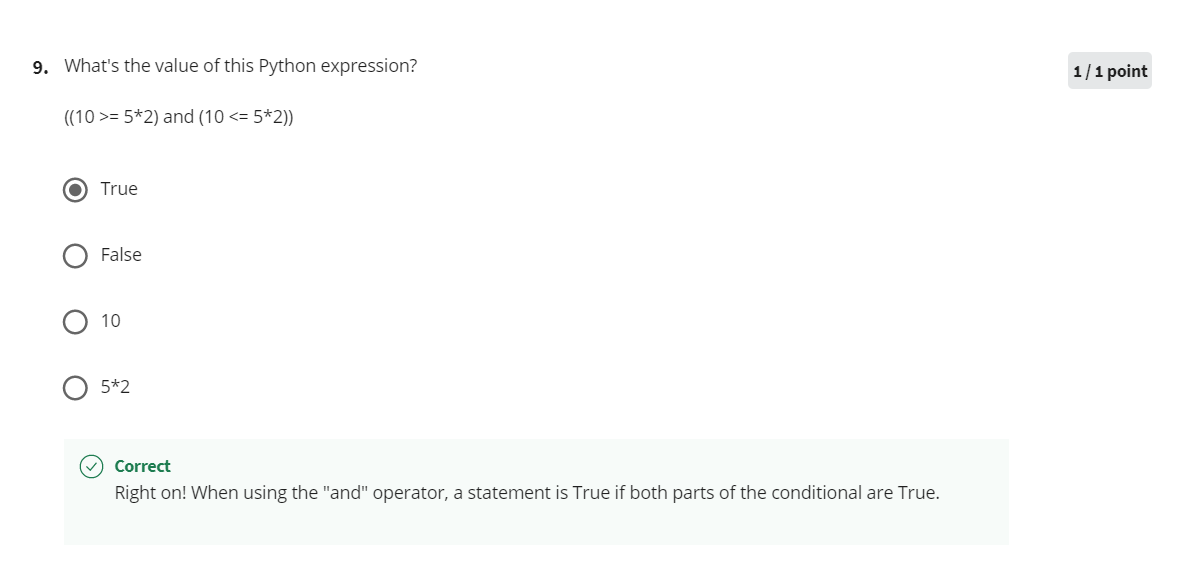 9. What's the value of this Python expression?
1 / 1 point
((10 >= 5*2) and (10 <= 5*2))
True
False
10
5*2
Correct
Right on! When using the "and" operator, a statement is True if both parts of the conditional are True.